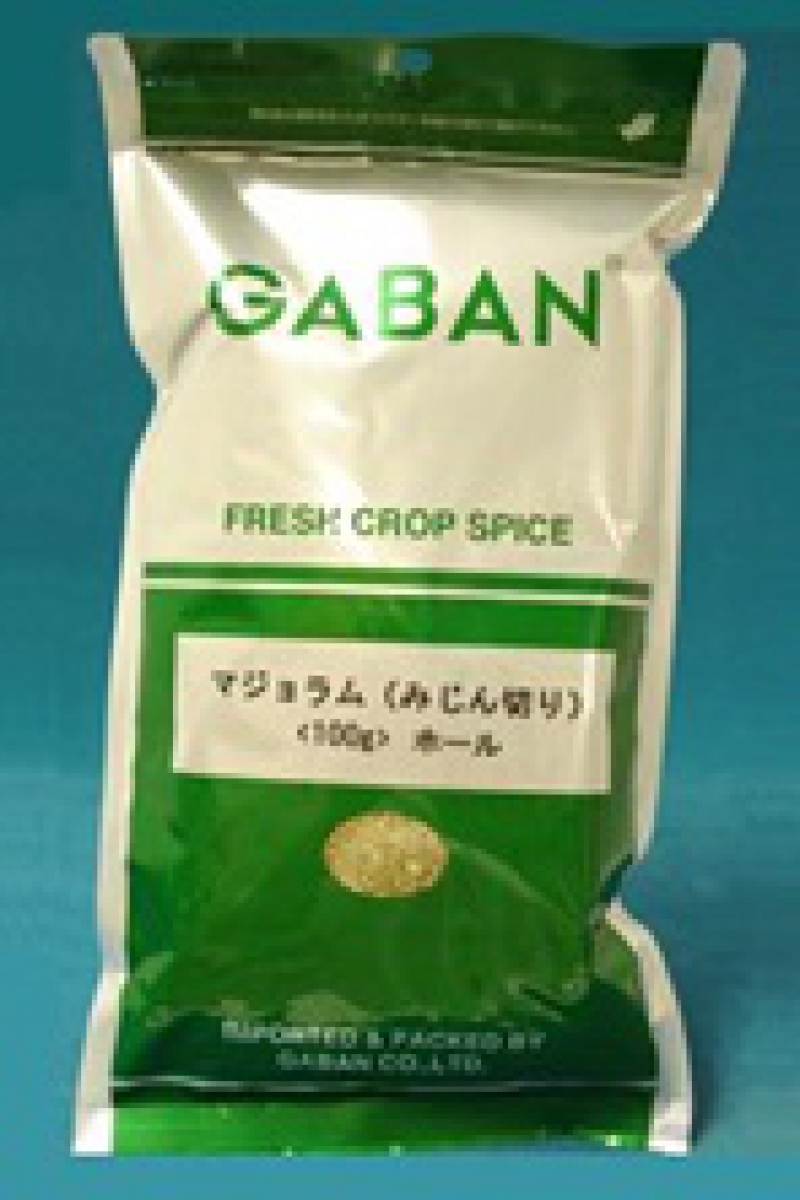 GABAN
FRESH CROP SPICE
マジョラム(みじん切り)
<100g> ホール
IMPORTED & PACKED BY
GABAN CO.,LTD.